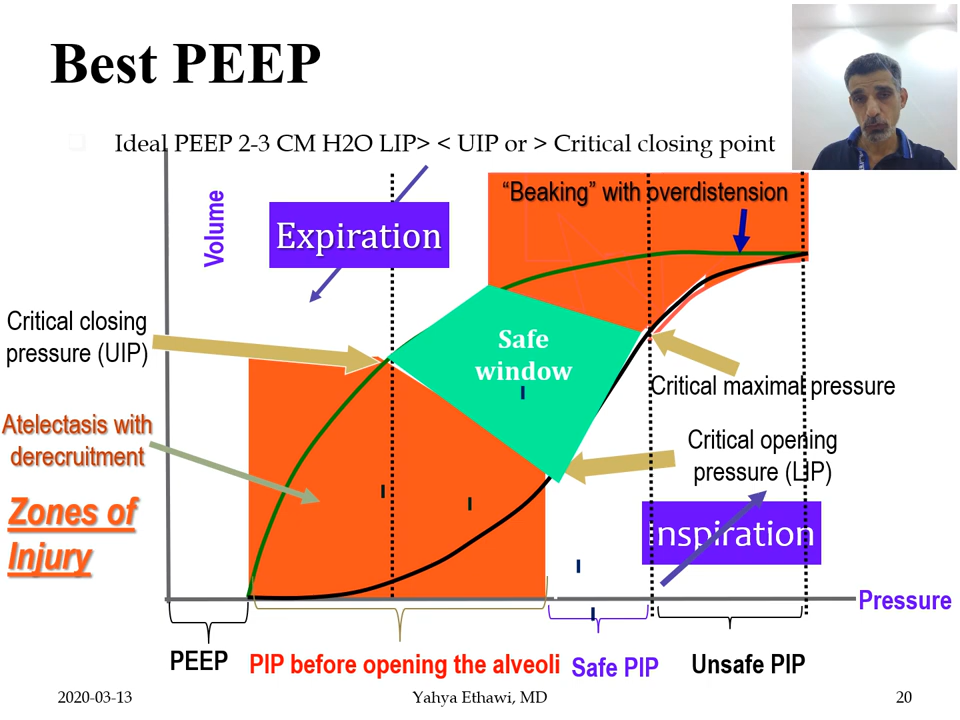 Best PEEP
Ideal PEEP 2-3 CM H2O LIP> < UIP or > Critical closing point
"Beaking" with overdistension
Volume
Expiration
Critical closing
pressure (UIP)
Safe
window
Critical maximal pressure
Atelectasis with
derecruitment
Critical opening
pressure (LIP)
Zones of
Injury
Inspiration
Pressure
PEEP
PIP before opening the alveoli
Safe PIP
Unsafe PIP
2020-03-13
Yahya Ethawi, MD
20